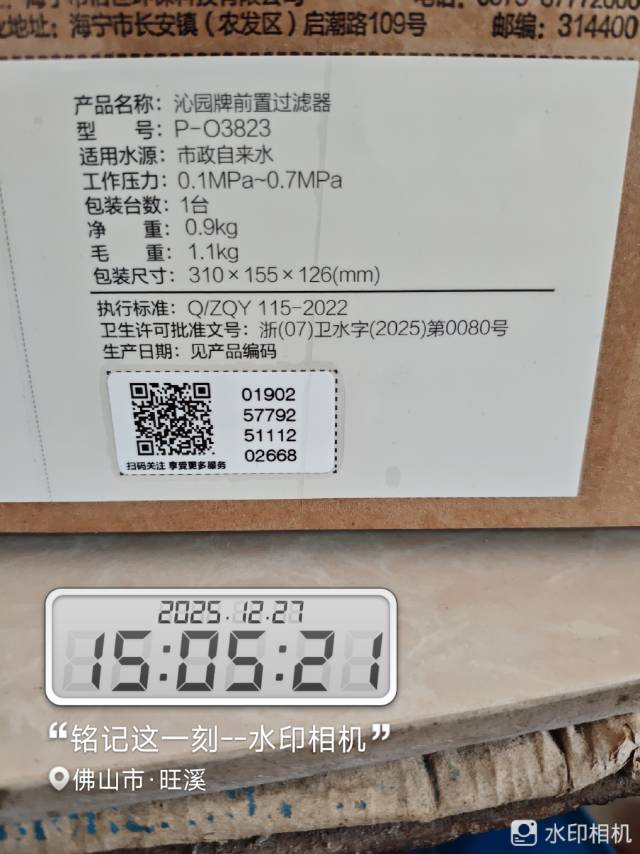 业地址：海宁市长安镇（农发区）启潮路109号 邮编：314400
产品名称：沁园牌前置过滤器
型 号：P-O3823
适用水源：市政自来水
工作压力：0.1MPa~0.7MPa
包装台数：1台
净 重：0.9kg
毛 重：1.1kg
包装尺寸：310×155×126(mm)
执行标准：Q/ZQY 115-2022
卫生许可批准文号：浙(07)卫水字(2025)第0080号
生产日期：见产品编码
01902
57792
51112
02668
扫码关注 享受更多服务
2025.12.27
15:05:21
“铭记这一刻--水印相机”
佛山市·旺溪
水印相机